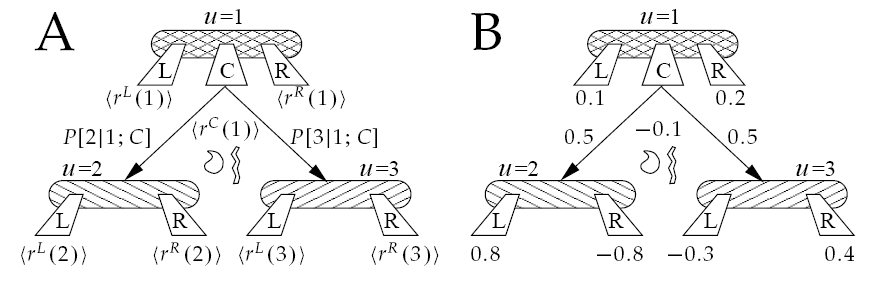 A
u=1
L C R
⟨r^L(1)⟩ ⟨r^R(1)⟩
P[2|1; C] ⟨r^C(1)⟩ P[3|1; C]
u=2 u=3
L R L R
⟨r^L(2)⟩ ⟨r^R(2)⟩ ⟨r^L(3)⟩ ⟨r^R(3)⟩
B
u=1
L C R
0.1 0.2
0.5 −0.1 0.5
u=2 u=3
L R L R
0.8 −0.8 −0.3 0.4